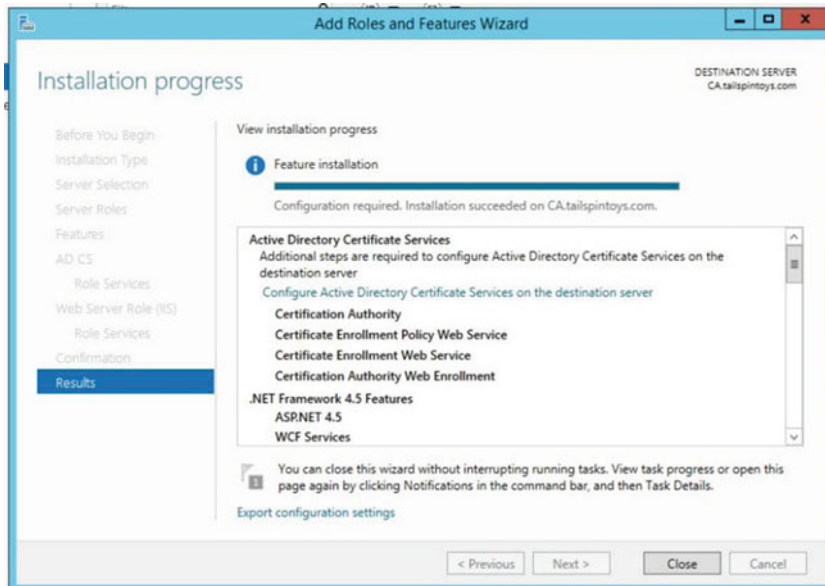 Add Roles and Features Wizard
Installation progress
DESTINATION SERVER
CA.tailspintoys.com
Before You Begin
Installation Type
Server Selection
Server Roles
Features
AD CS
Role Services
Web Server Role (IIS)
Role Services
Confirmation
Results
View installation progress
Feature installation
Configuration required. Installation succeeded on CA.tailspintoys.com.
Active Directory Certificate Services
Additional steps are required to configure Active Directory Certificate Services on the
destination server
Configure Active Directory Certificate Services on the destination server
Certification Authority
Certificate Enrollment Policy Web Service
Certificate Enrollment Web Service
Certification Authority Web Enrollment
.NET Framework 4.5 Features
ASP.NET 4.5
WCF Services
1
You can close this wizard without interrupting running tasks. View task progress or open this
page again by clicking Notifications in the command bar, and then Task Details.
Export configuration settings
< Previous
Next >
Close
Cancel